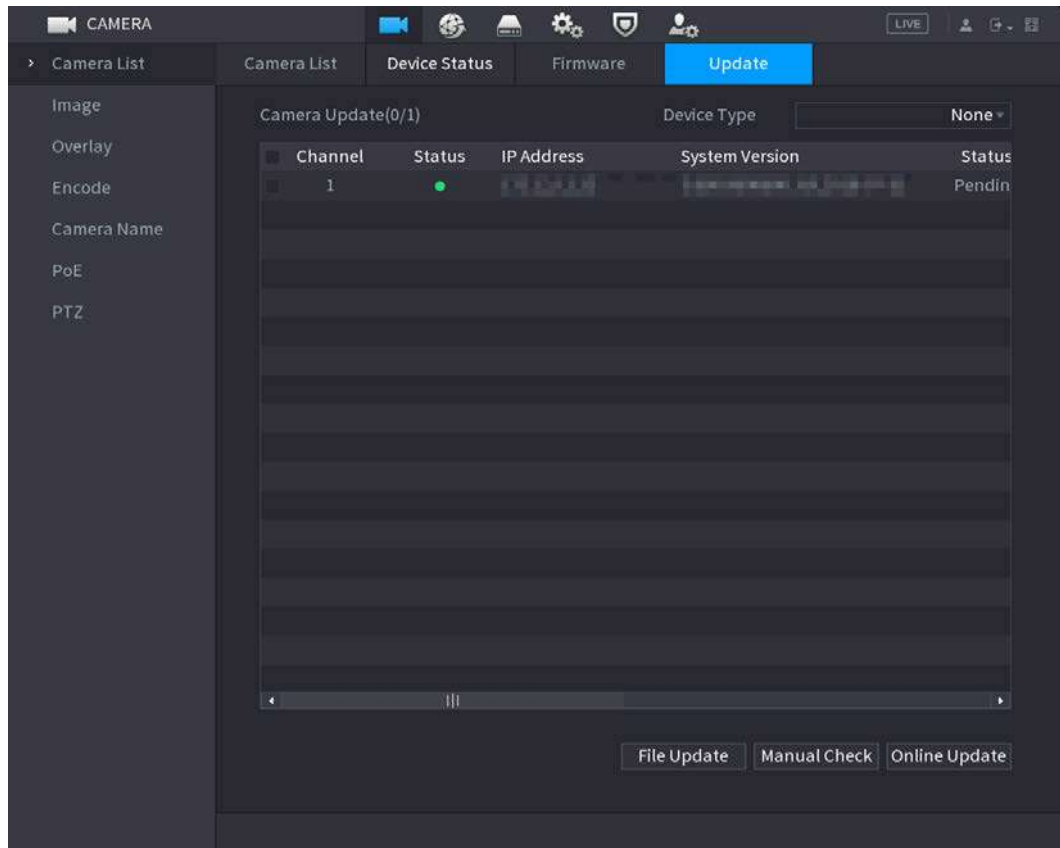 CAMERA LIVE
Camera List
Image
Overlay
Encode
Camera Name
PoE
PTZ
Camera List Device Status Firmware Update
Camera Update(0/1) Device Type None
Channel Status IP Address System Version Status
1 Pendin
File Update Manual Check Online Update